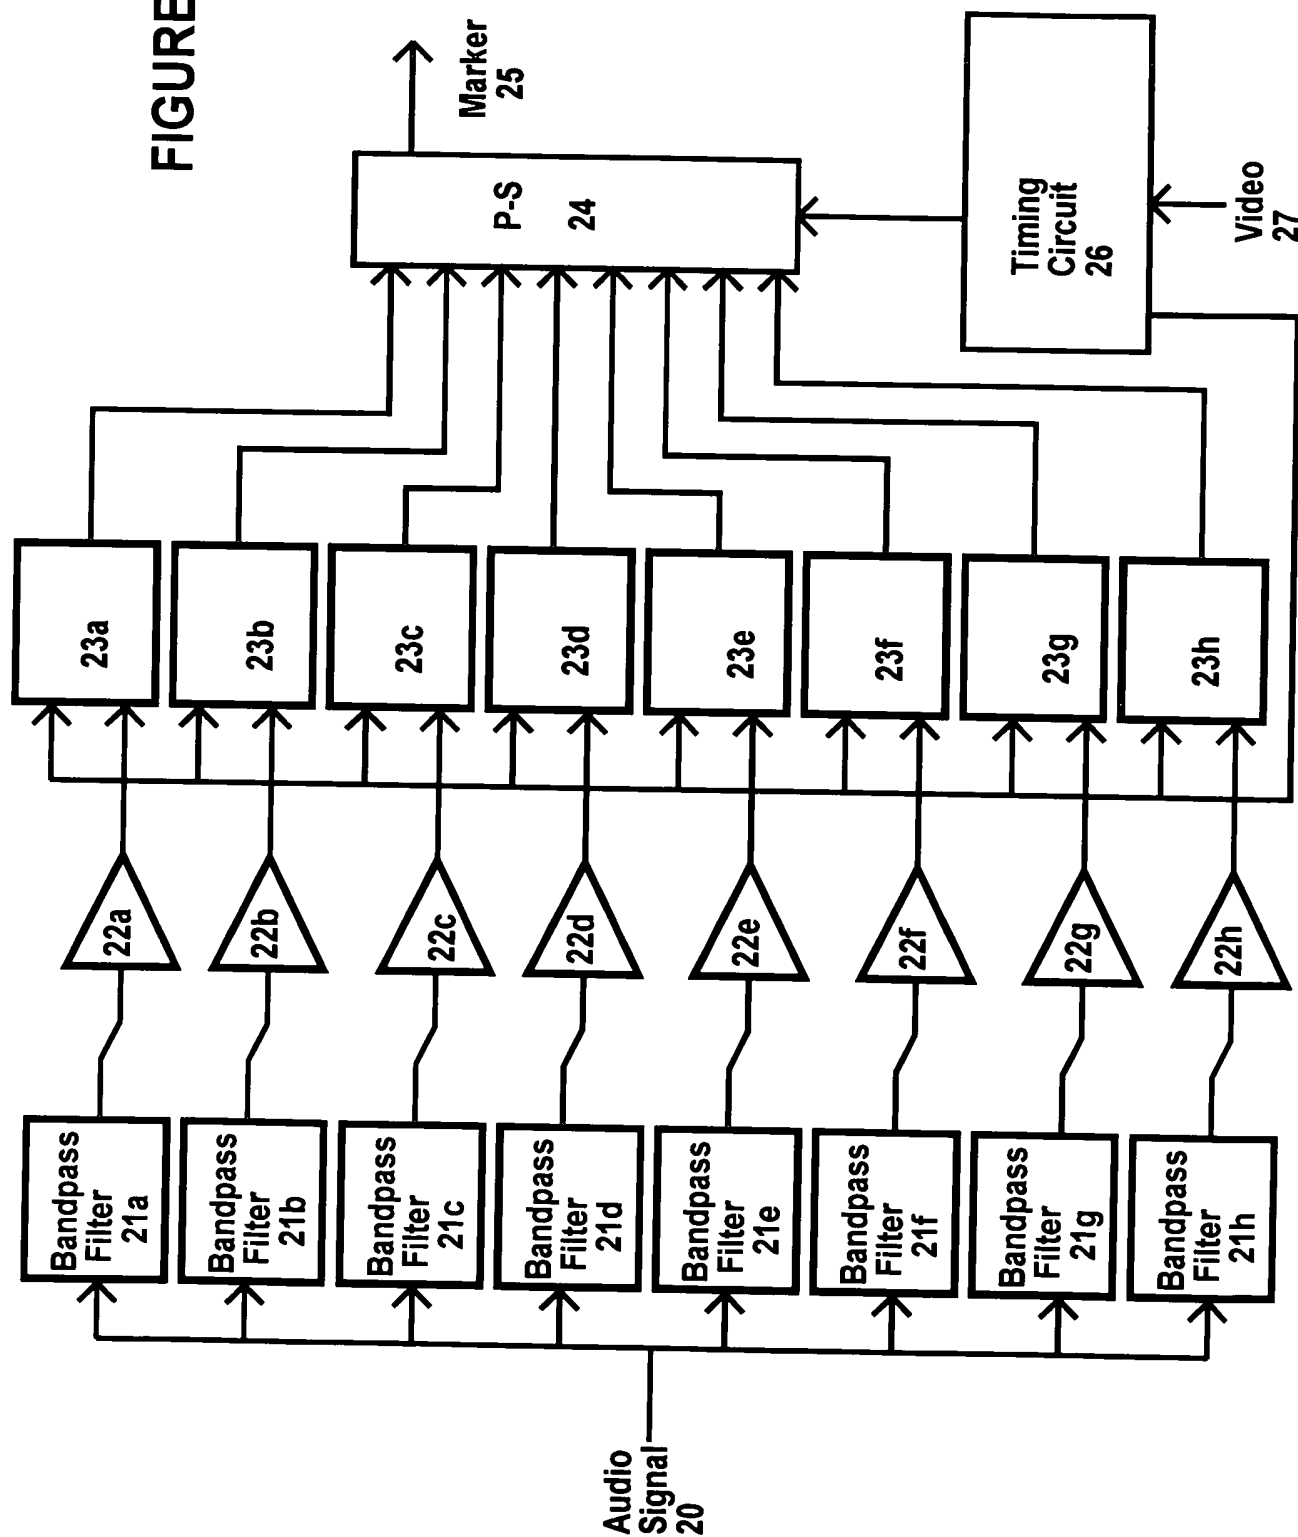 FIGURE
Audio
Signal
20
Bandpass
Filter
21a
Bandpass
Filter
21b
Bandpass
Filter
21c
Bandpass
Filter
21d
Bandpass
Filter
21e
Bandpass
Filter
21f
Bandpass
Filter
21g
Bandpass
Filter
21h
22a
22b
22c
22d
22e
22f
22g
22h
23a
23b
23c
23d
23e
23f
23g
23h
P-S
24
Marker
25
Timing
Circuit
26
Video
27